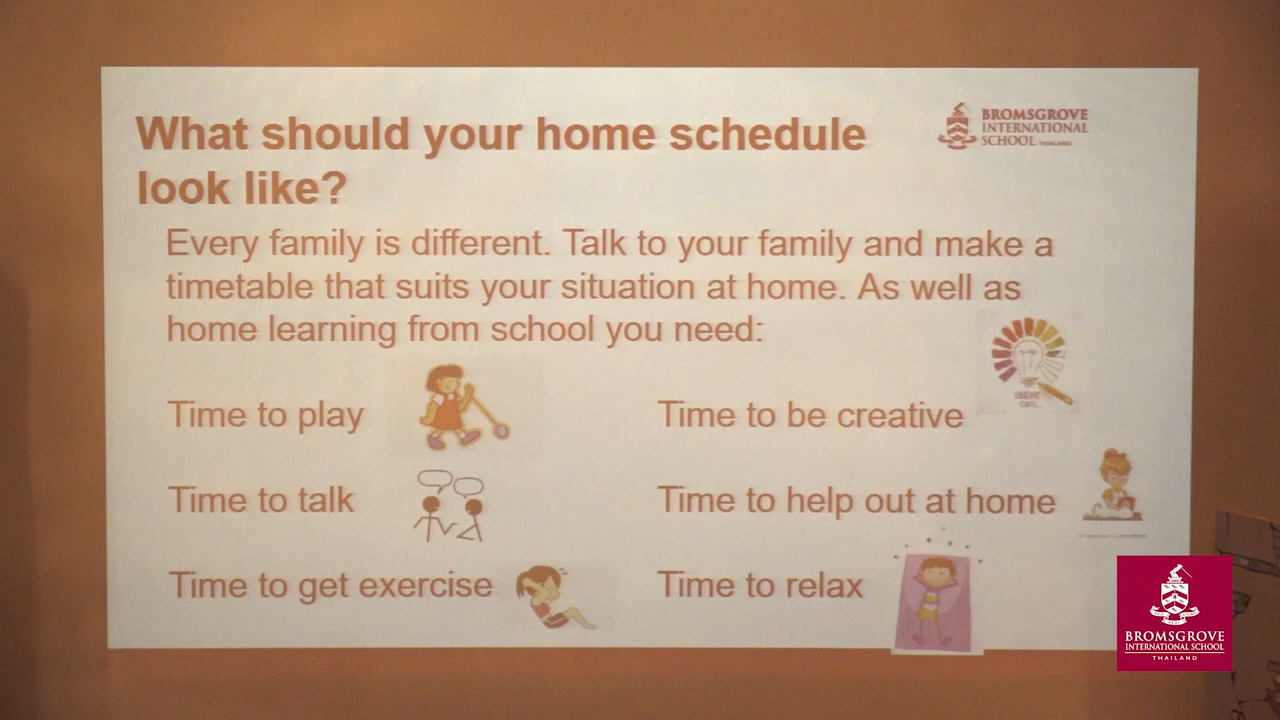 What should your home schedule
look like?
BROMSGROVE
INTERNATIONAL
SCHOOL THAILAND
Every family is different. Talk to your family and make a
timetable that suits your situation at home. As well as
home learning from school you need:
Time to play
Time to be creative
Time to talk
Time to help out at home
Time to get exercise
Time to relax
BROMSGROVE
INTERNATIONAL SCHOOL
THAILAND